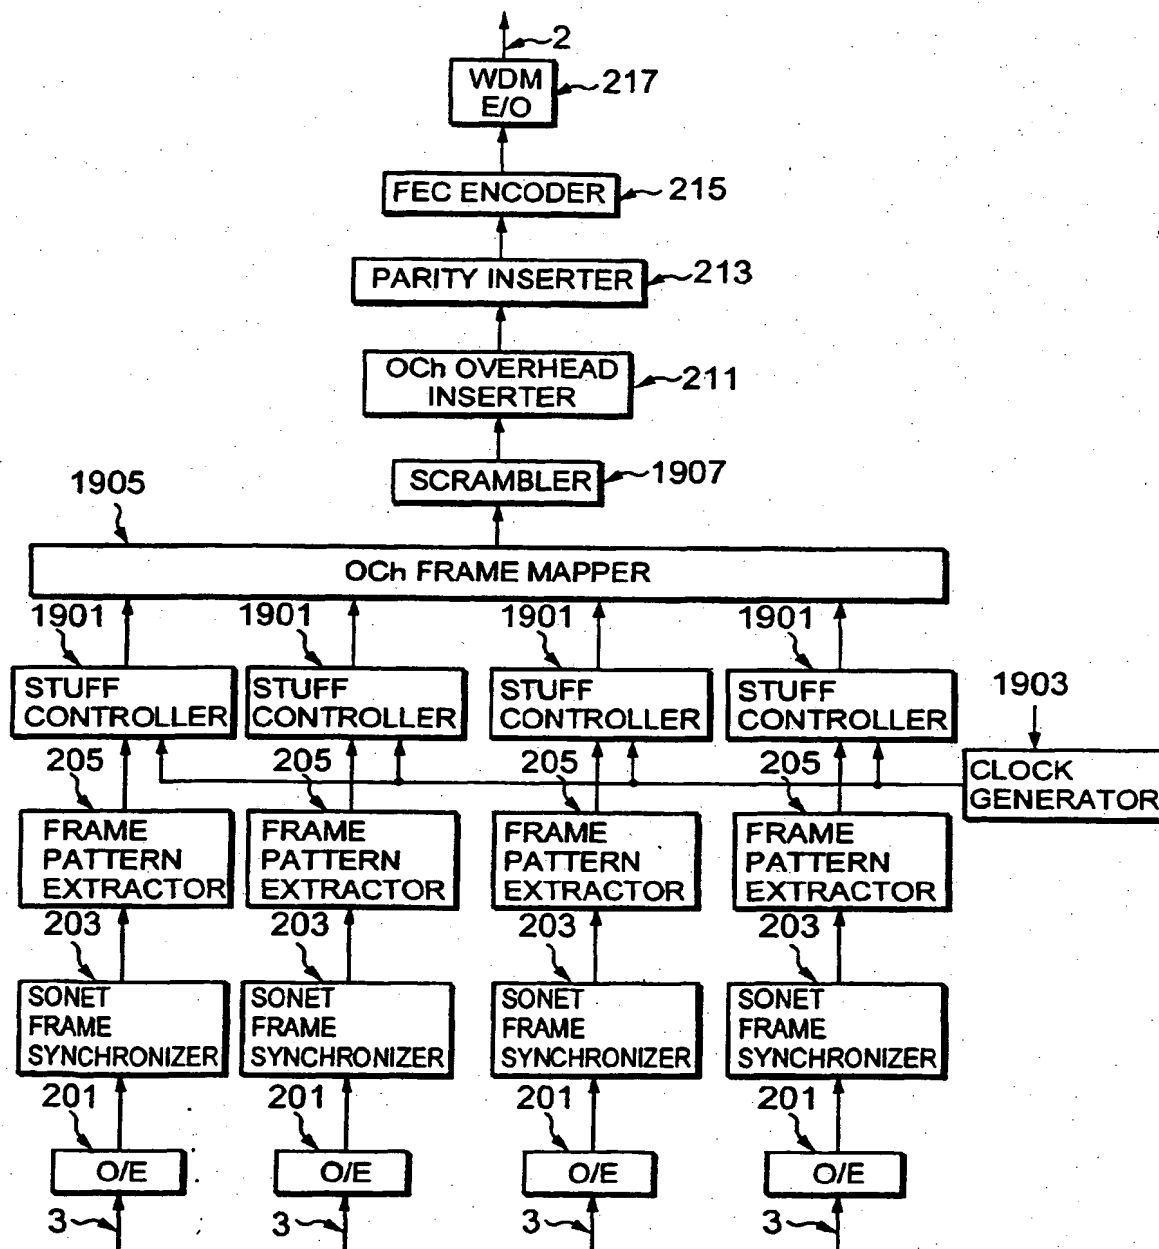 2
WDM
E/O
217
FEC ENCODER
215
PARITY INSERTER
213
OCh OVERHEAD
INSERTER
211
SCRAMBLER
1907
1905
OCh FRAME MAPPER
1901
1901
1901
1901
STUFF
CONTROLLER
STUFF
CONTROLLER
STUFF
CONTROLLER
STUFF
CONTROLLER
1903
CLOCK
GENERATOR
205
205
205
205
FRAME
PATTERN
EXTRACTOR
FRAME
PATTERN
EXTRACTOR
FRAME
PATTERN
EXTRACTOR
FRAME
PATTERN
EXTRACTOR
203
203
203
203
SONET
FRAME
SYNCHRONIZER
SONET
FRAME
SYNCHRONIZER
SONET
FRAME
SYNCHRONIZER
SONET
FRAME
SYNCHRONIZER
201
201
201
201
O/E
O/E
O/E
O/E
3
3
3
3